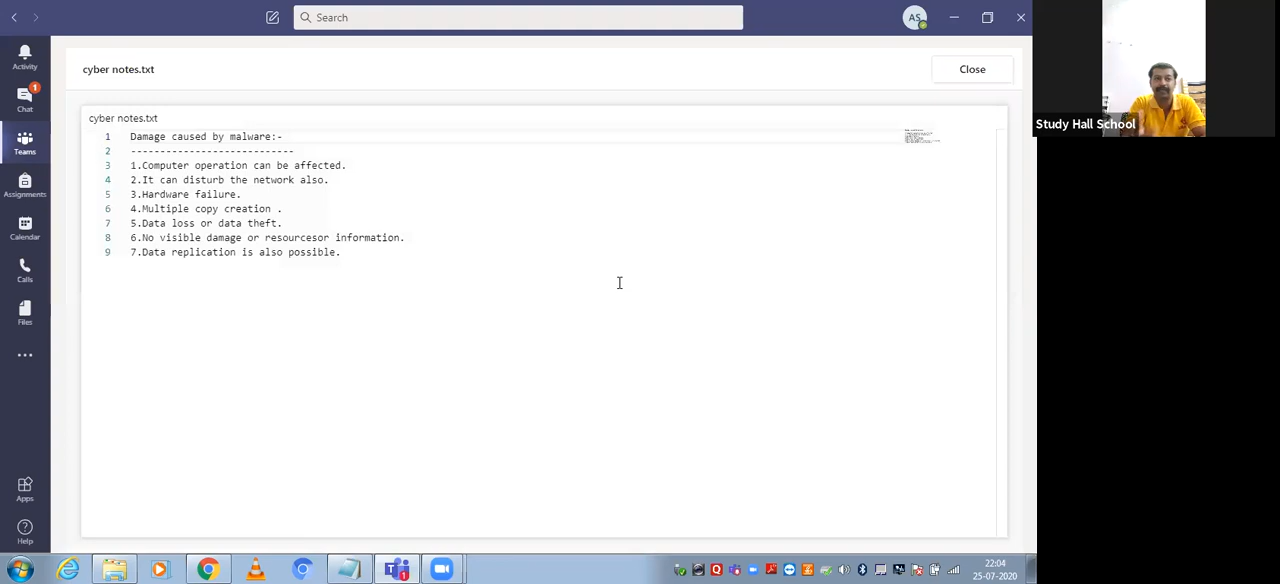 Search
AS
Activity
1
Chat
Teams
Assignments
Calendar
Calls
Files
Apps
Help
cyber notes.txt
Close
cyber notes.txt
1 Damage caused by malware:-
2 ----------------------------
3 1.Computer operation can be affected.
4 2.It can disturb the network also.
5 3.Hardware failure.
6 4.Multiple copy creation .
7 5.Data loss or data theft.
8 6.No visible damage or resourcesor information.
9 7.Data replication is also possible.
Study Hall School
22:04
25-07-2020